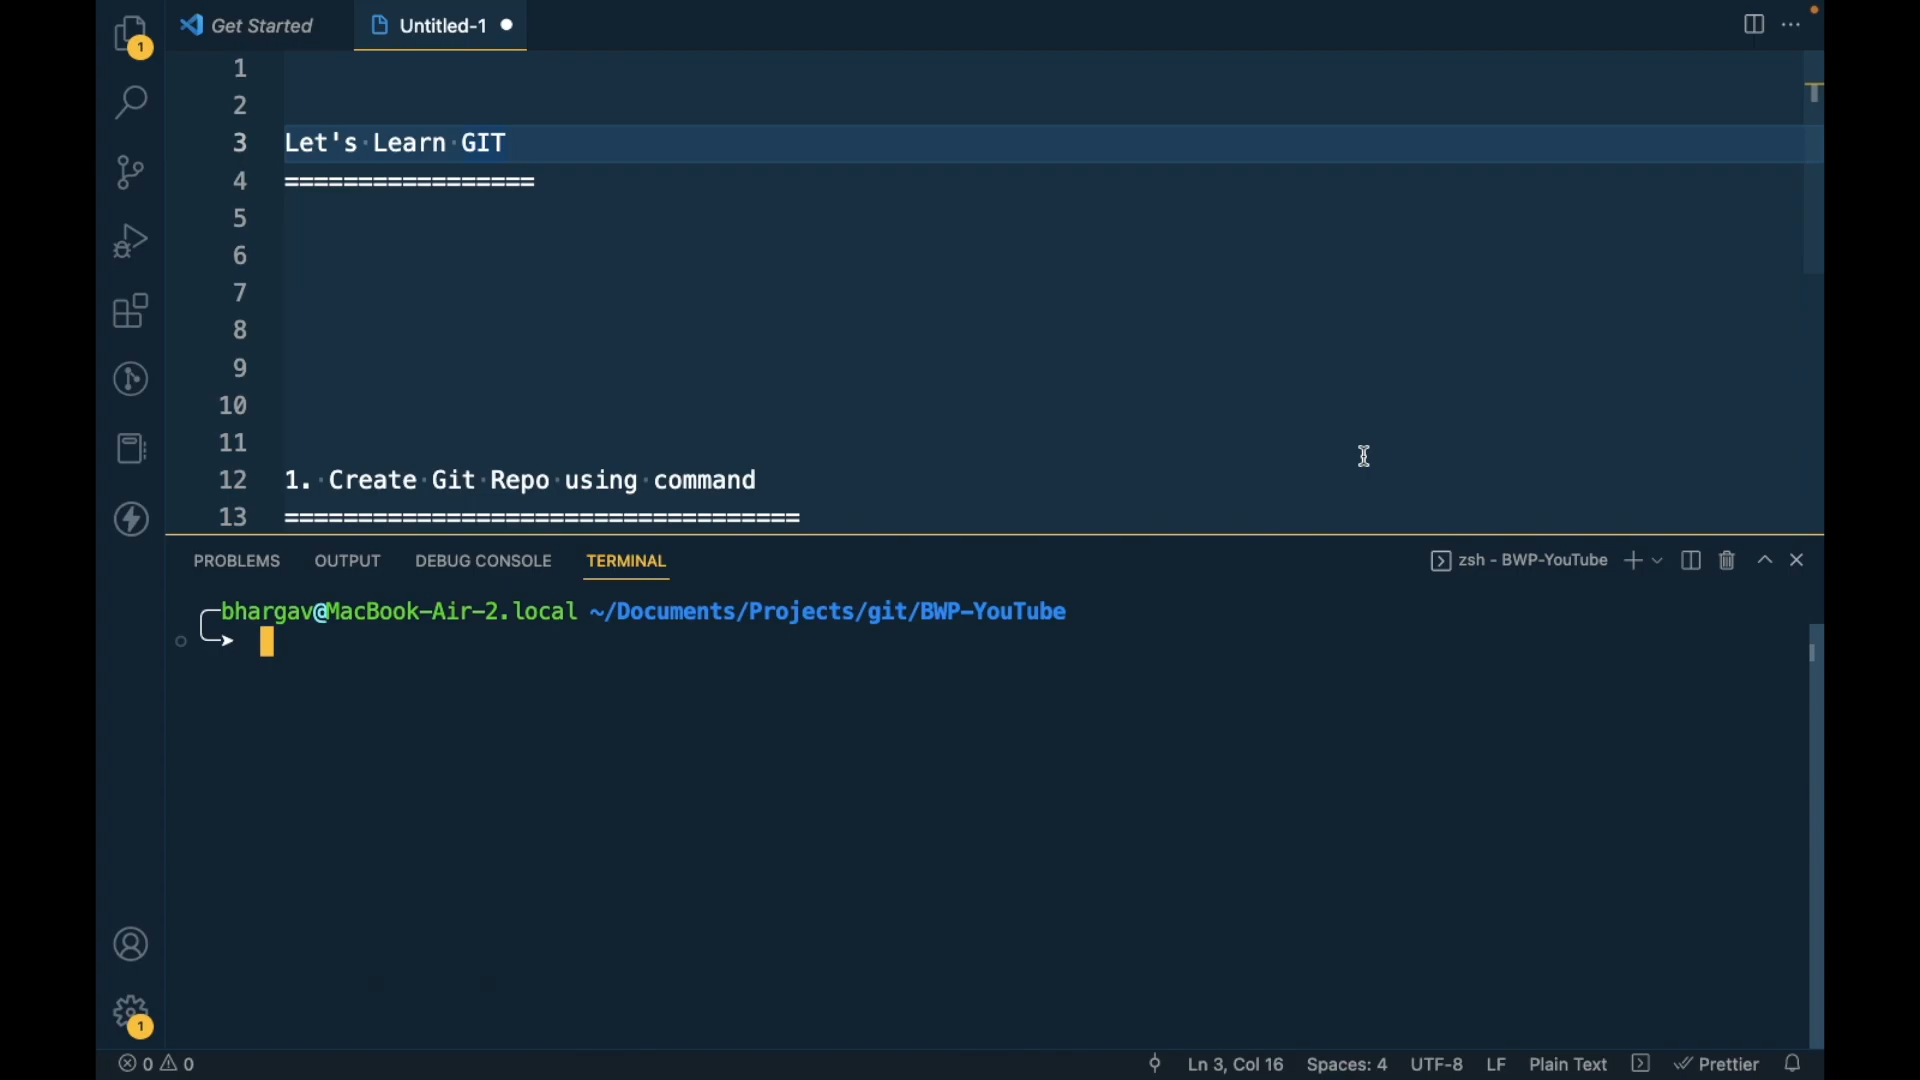 1
Get Started
Untitled-1
1
2
3 Let's Learn GIT
4 =================
5
6
7
8
9
10
11
12 1. Create Git Repo using command
13 ===================================
PROBLEMS OUTPUT DEBUG CONSOLE TERMINAL zsh - BWP-YouTube
bhargav@MacBook-Air-2.local ~/Documents/Projects/git/BWP-YouTube
1
0 0 Ln 3, Col 16 Spaces: 4 UTF-8 LF Plain Text Prettier